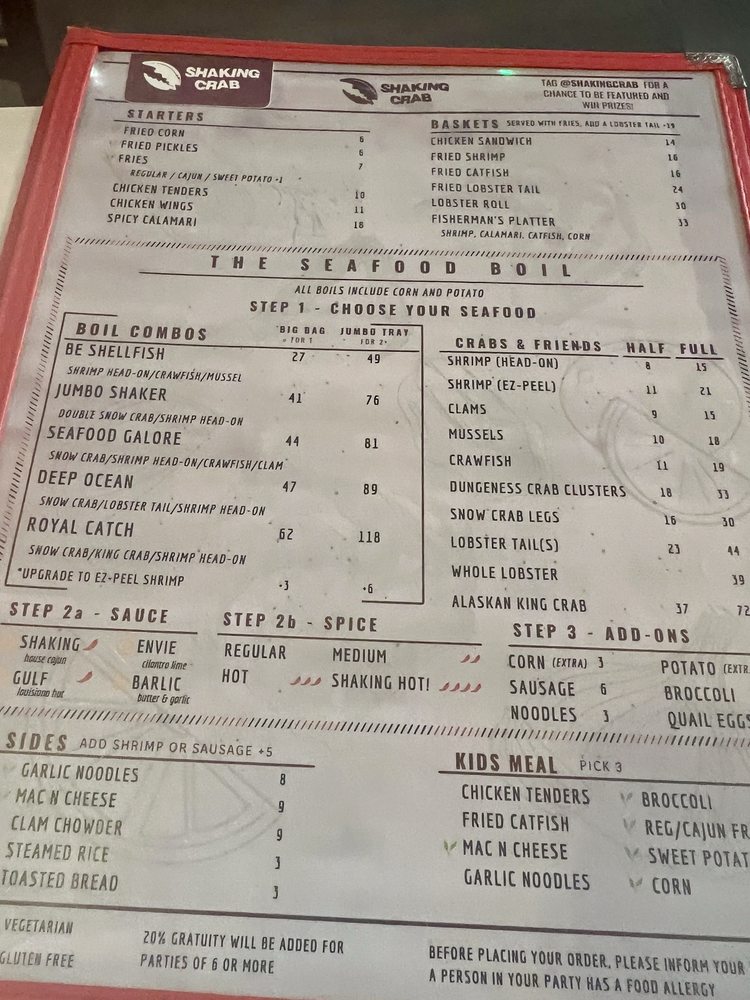 SHAKING CRAB
SHAKING CRAB
TAG @SHAKINGCRAB FOR A
CHANCE TO BE FEATURED AND
WIN PRIZES!
STARTERS
FRIED CORN 6
FRIED PICKLES 6
FRIES 7
REGULAR / CAJUN / SWEET POTATO +1
CHICKEN TENDERS 10
CHICKEN WINGS 11
SPICY CALAMARI 18
BASKETS SERVED WITH FRIES, ADD A LOBSTER TAIL +19
CHICKEN SANDWICH 14
FRIED SHRIMP 16
FRIED CATFISH 16
FRIED LOBSTER TAIL 24
LOBSTER ROLL 30
FISHERMAN'S PLATTER 33
SHRIMP, CALAMARI, CATFISH, CORN
THE SEAFOOD BOIL
ALL BOILS INCLUDE CORN AND POTATO
STEP 1 - CHOOSE YOUR SEAFOOD
BOIL COMBOS BIG BAG JUMBO TRAY
FOR 1 FOR 2+
BE SHELLFISH 27 49
SHRIMP HEAD-ON/CRAWFISH/MUSSEL
JUMBO SHAKER 41 76
DOUBLE SNOW CRAB/SHRIMP HEAD-ON
SEAFOOD GALORE 44 81
SNOW CRAB/SHRIMP HEAD-ON/CRAWFISH/CLAM
DEEP OCEAN 47 89
SNOW CRAB/LOBSTER TAIL/SHRIMP HEAD-ON
ROYAL CATCH 62 118
SNOW CRAB/KING CRAB/SHRIMP HEAD-ON
*UPGRADE TO EZ-PEEL SHRIMP +3 +6
CRABS & FRIENDS HALF FULL
SHRIMP (HEAD-ON) 8 15
SHRIMP (EZ-PEEL) 11 21
CLAMS 9 15
MUSSELS 10 18
CRAWFISH 11 19
DUNGENESS CRAB CLUSTERS 18 33
SNOW CRAB LEGS 16 30
LOBSTER TAIL(S) 23 44
WHOLE LOBSTER 39
ALASKAN KING CRAB 37 72
STEP 2a - SAUCE
SHAKING ENVIE
house cajun cilantro lime
GULF BARLIC
louisiana hot butter & garlic
STEP 2b - SPICE
REGULAR MEDIUM
HOT SHAKING HOT!
STEP 3 - ADD-ONS
CORN (EXTRA) 3 POTATO (EXTR
SAUSAGE 6 BROCCOLI
NOODLES 3 QUAIL EGGS
SIDES ADD SHRIMP OR SAUSAGE +5
GARLIC NOODLES 8
MAC N CHEESE 9
CLAM CHOWDER 9
STEAMED RICE 3
TOASTED BREAD 3
KIDS MEAL PICK 3
CHICKEN TENDERS BROCCOLI
FRIED CATFISH REG/CAJUN FR
MAC N CHEESE SWEET POTAT
GARLIC NOODLES CORN
VEGETARIAN
GLUTEN FREE
20% GRATUITY WILL BE ADDED FOR
PARTIES OF 6 OR MORE
BEFORE PLACING YOUR ORDER, PLEASE INFORM YOUR
A PERSON IN YOUR PARTY HAS A FOOD ALLERGY